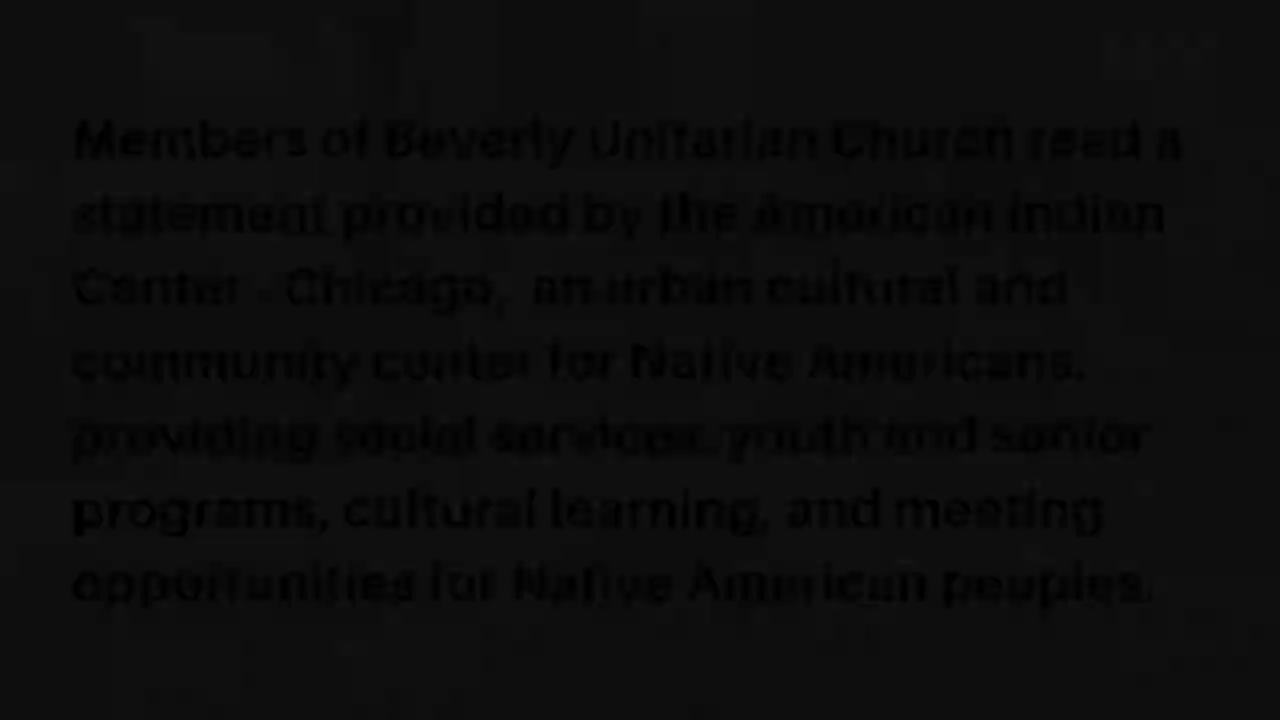 Members of Beverly Unitarian Church read a
statement provided by the American Indian
Center - Chicago, an urban cultural and
community center for Native Americans,
providing social services, youth and senior
programs, cultural learning, and meeting
opportunities for Native American peoples.